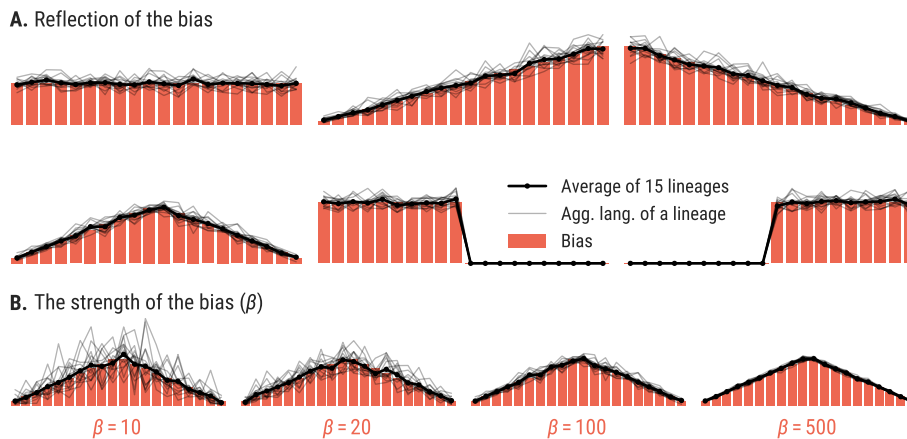 A. Reflection of the bias
Average of 15 lineages
Agg. lang. of a lineage
Bias
B. The strength of the bias (β)
β = 10
β = 20
β = 100
β = 500